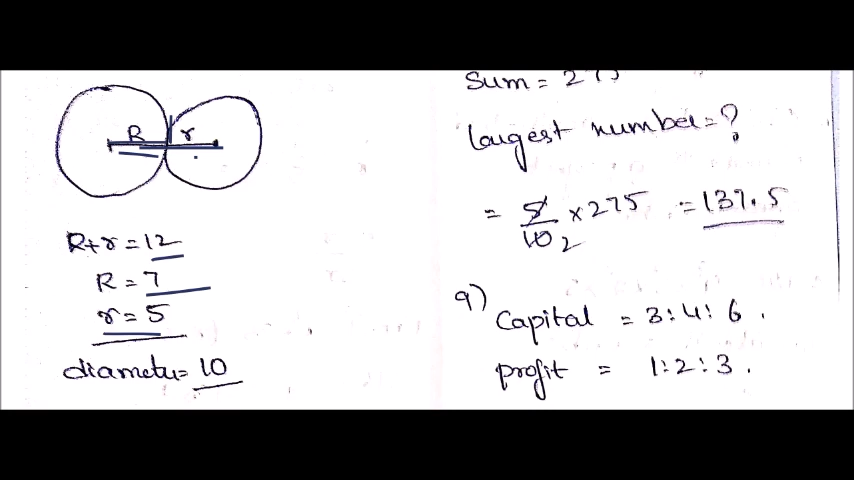 R r
R+r = 12
R = 7
r = 5
diameter = 10
Sum = 275
largest number = ?
= 5/10 2 × 275 = 137.5
9)
Capital = 3:4:6.
profit = 1:2:3.